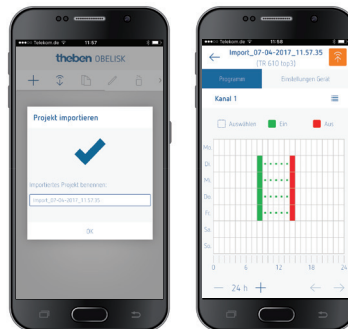 Telekom.de 11:57
theben OBELISK
Projekt importieren
Importiertes Projekt benennen:
Import_07-04-2017_11.57.35
OK
Telekom.de 11:58
Import_07-04-2017_11.57.35
(TR 610 top3)
Programm Einstellungen Gerät
Kanal 1
Auswählen Ein Aus
Mo
Di
Mi
Do
Fr
Sa
So
0 6 12 18 24
24 h